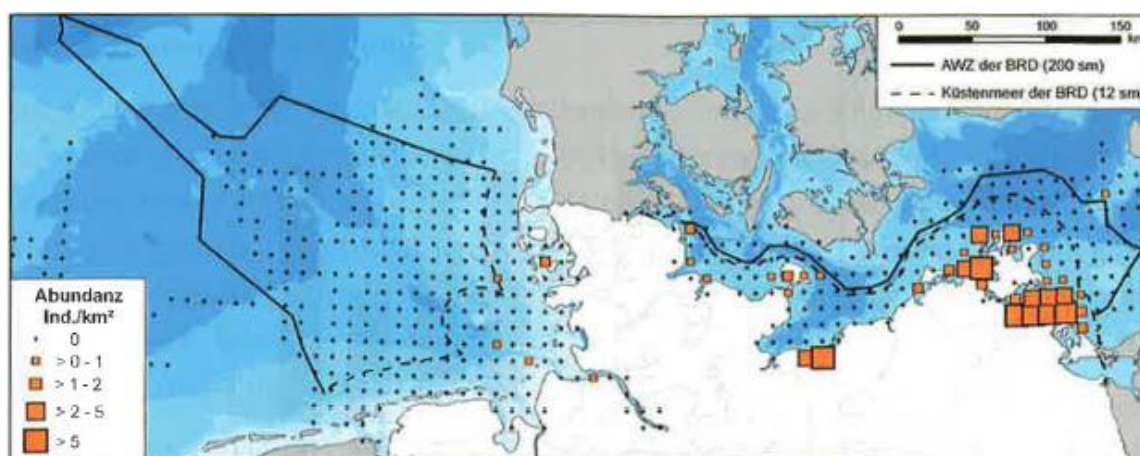 0 50 100 150
km
AWZ der BRD (200 sm)
Küstenmeer der BRD (12 sm
Abundanz
Ind./km²
0
> 0 - 1
> 1 - 2
> 2 - 5
> 5